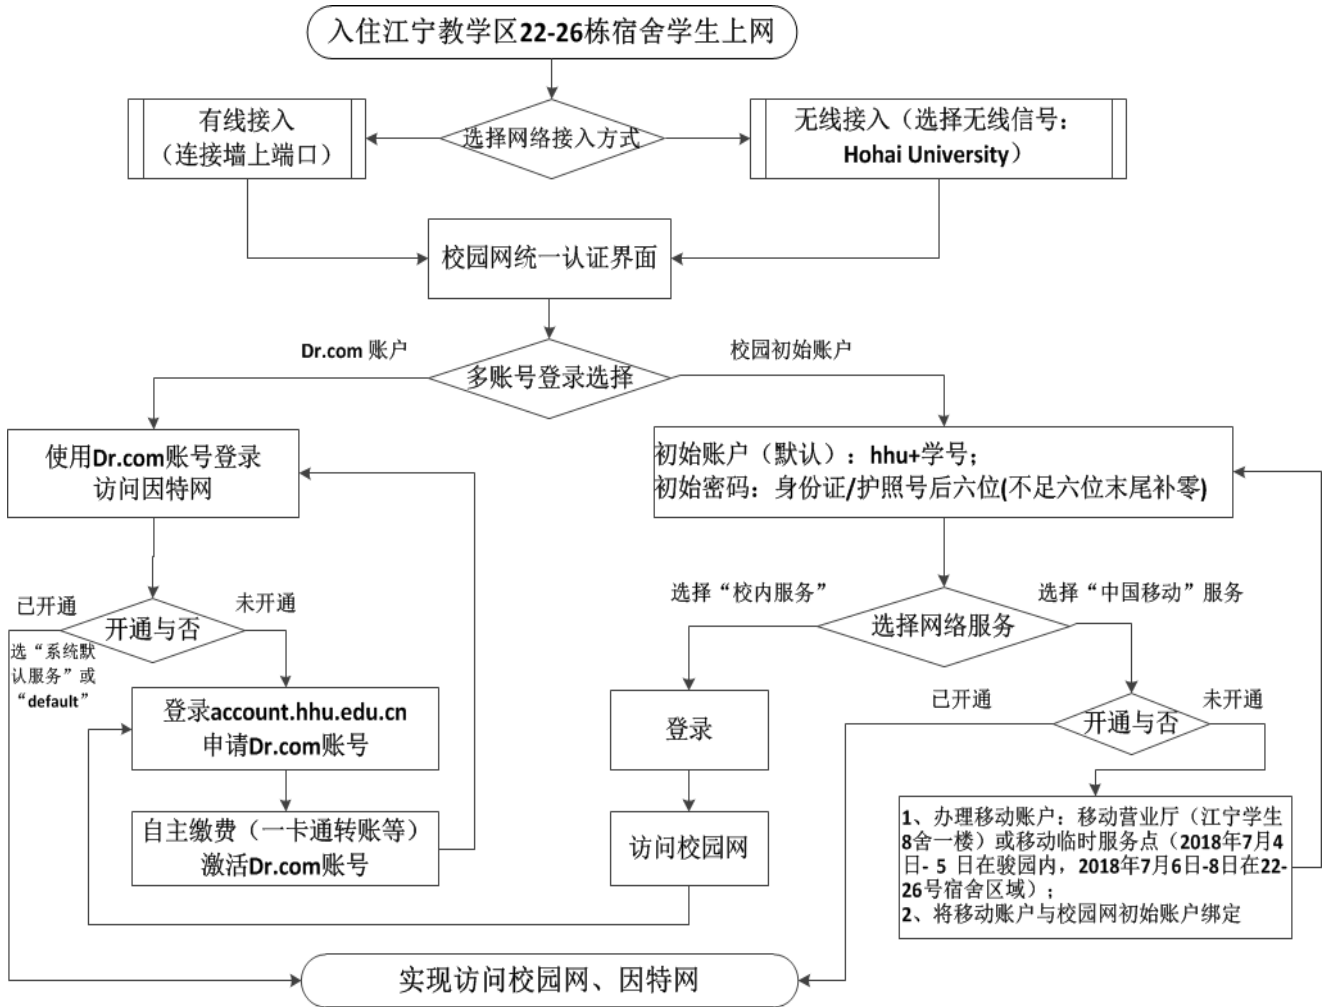 入住江宁教学区22-26栋宿舍学生上网
有线接入
（连接墙上端口）
选择网络接入方式
无线接入（选择无线信号：
Hohai University）
校园网统一认证界面
Dr.com 账户
校园初始账户
多账号登录选择
使用Dr.com账号登录
访问因特网
初始账户（默认）：hhu+学号；
初始密码：身份证/护照号后六位(不足六位末尾补零)
已开通
未开通
开通与否
选“系统默
认服务”或
“default”
选择“校内服务”
选择“中国移动”服务
选择网络服务
登录account.hhu.edu.cn
申请Dr.com账号
登录
已开通
未开通
开通与否
自主缴费（一卡通转账等）
激活Dr.com账号
访问校园网
1、办理移动账户：移动营业厅（江宁学生
8舍一楼）或移动临时服务点（2018年7月4
日- 5 日在骏园内，2018年7月6日-8日在22-
26号宿舍区域）；
2、将移动账户与校园网初始账户绑定
实现访问校园网、因特网